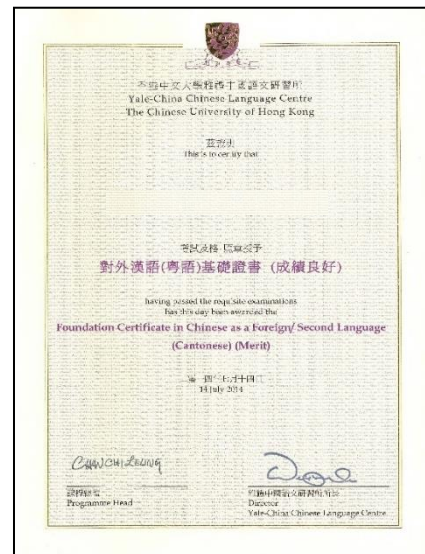 香港中文大學雅禮中國語文研習所
Yale-China Chinese Language Centre
The Chinese University of Hong Kong
茲證明
This is to certify that
考試及格 應頒授予
對外漢語(粵語)基礎證書 (成績良好)
having passed the requisite examinations
has this day been awarded the
Foundation Certificate in Chinese as a Foreign/ Second Language
(Cantonese) (Merit)
14 July 2014
CHAN CHI LEUNG
Programme Head
Director
Yale-China Chinese Language Centre